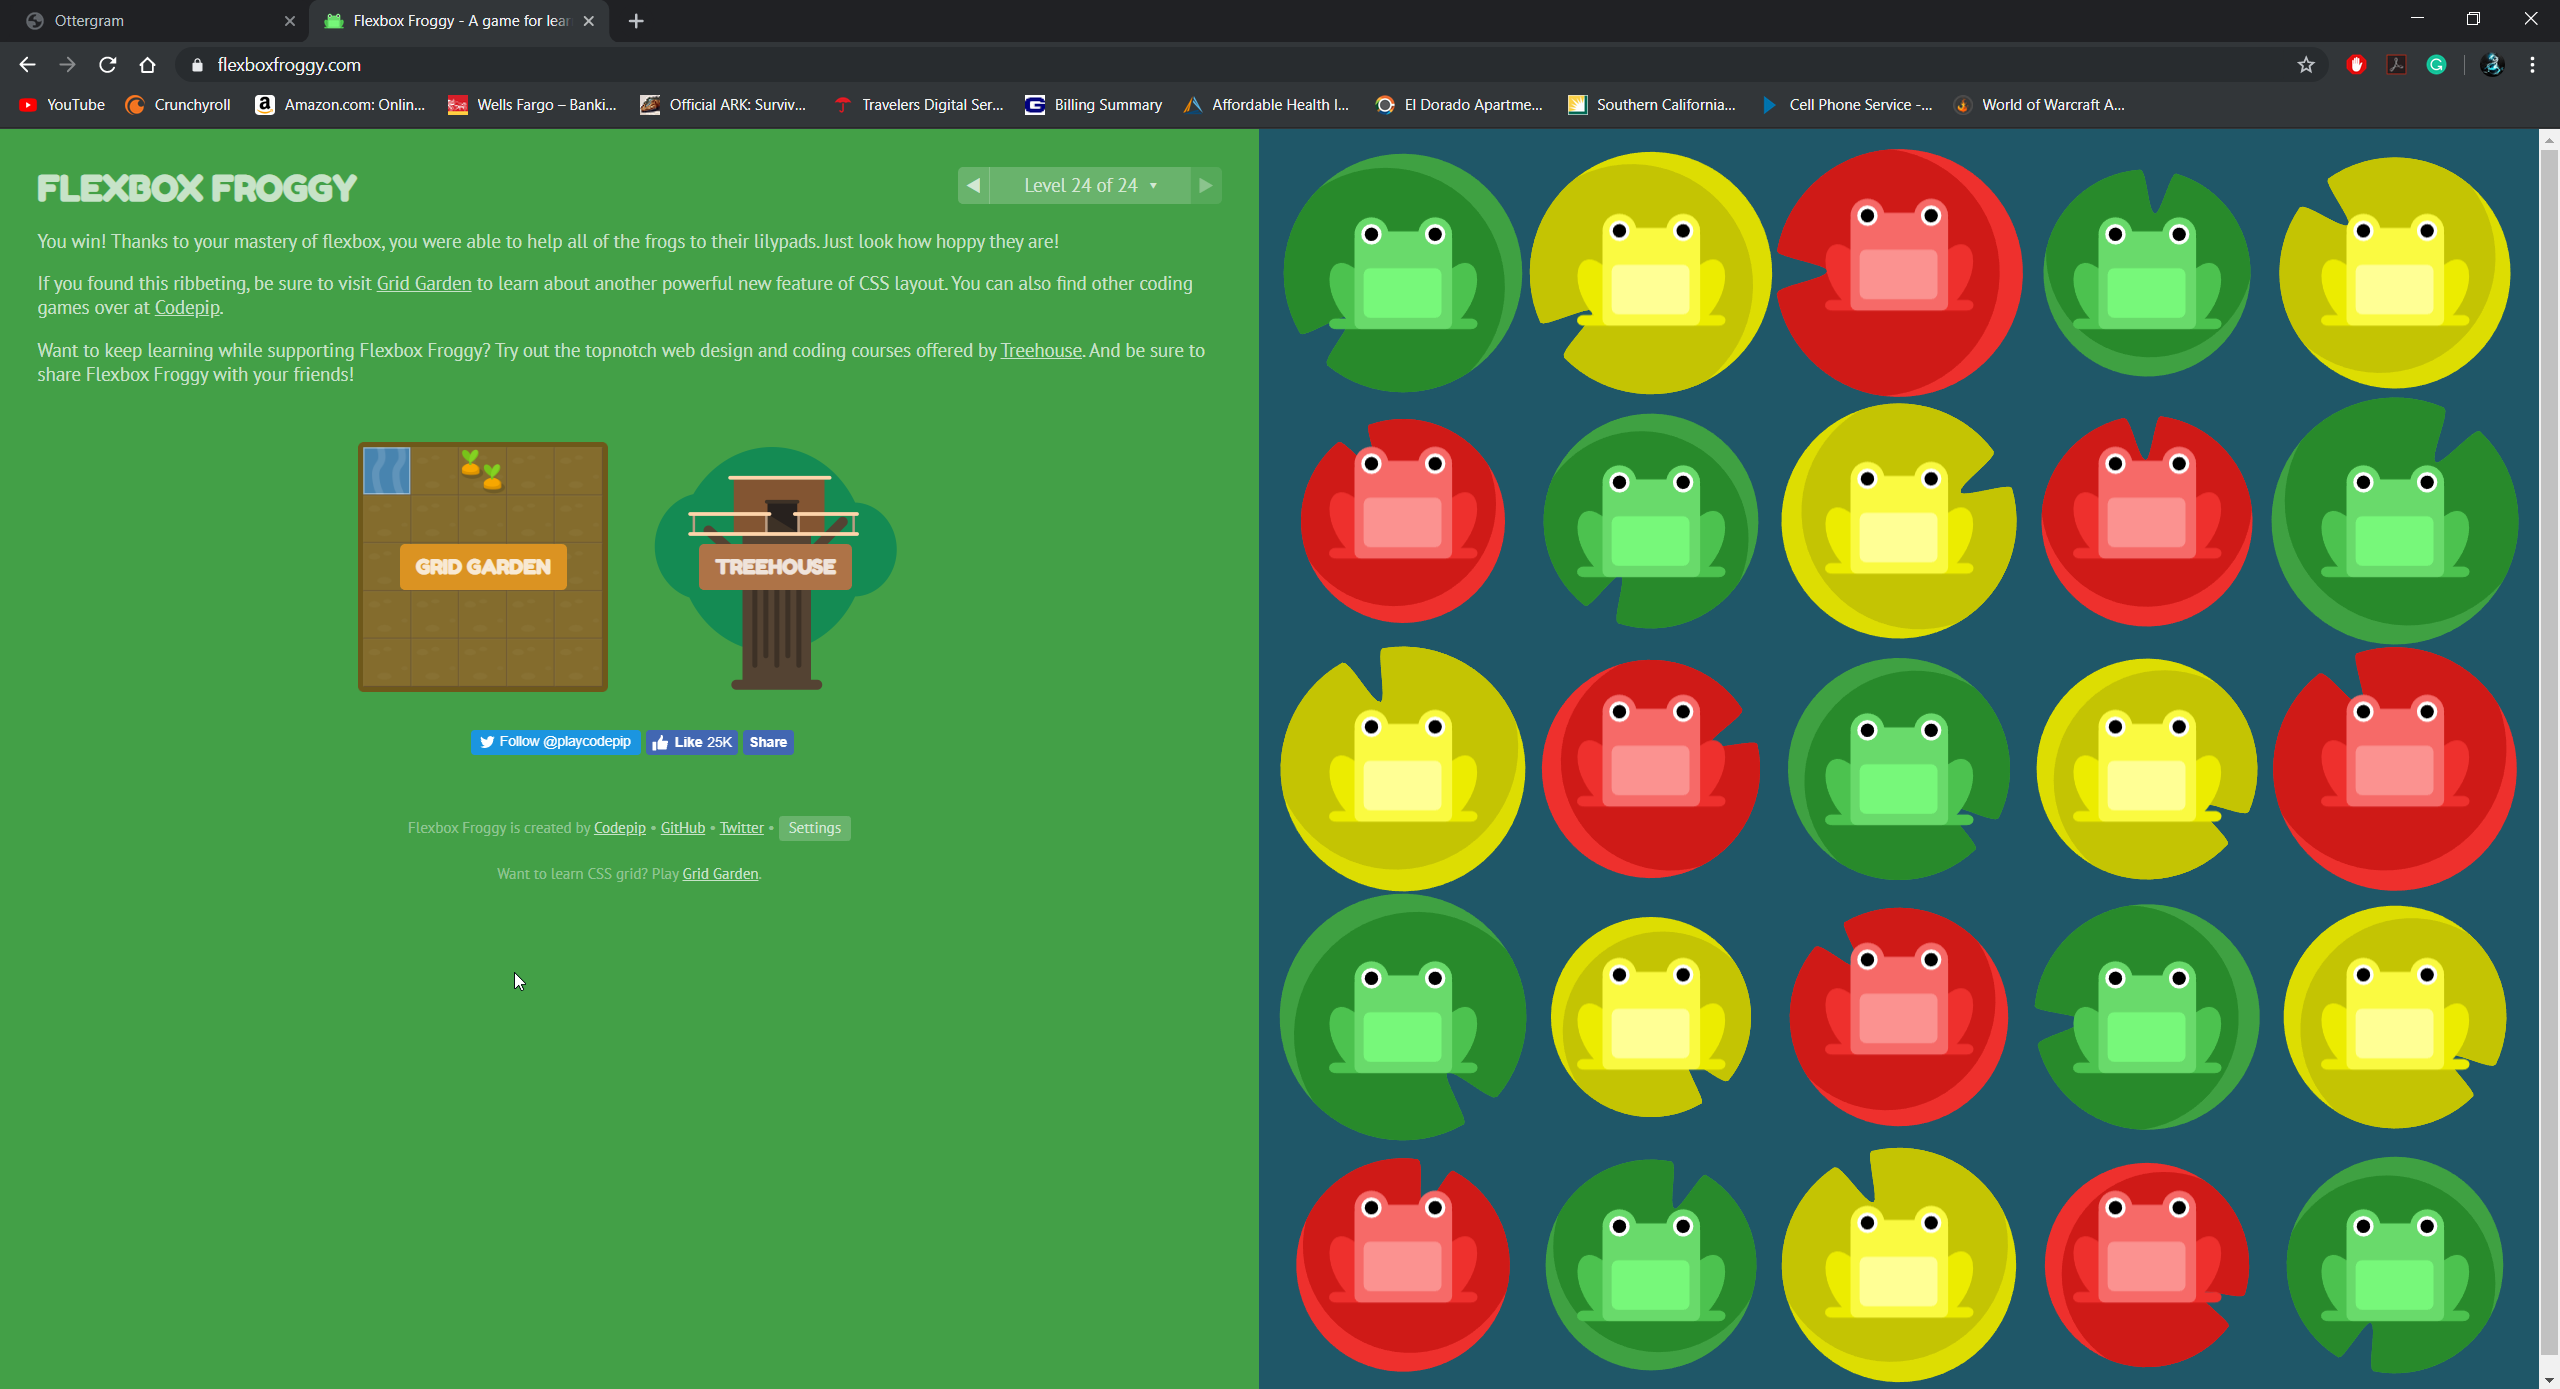 Ottergram
Flexbox Froggy - A game for lear
flexboxfroggy.com
YouTube
Crunchyroll
Amazon.com: Onlin...
Wells Fargo – Banki...
Official ARK: Surviv...
Travelers Digital Ser...
Billing Summary
Affordable Health I...
El Dorado Apartme...
Southern California...
Cell Phone Service -...
World of Warcraft A...
FLEXBOX FROGGY
Level 24 of 24
You win! Thanks to your mastery of flexbox, you were able to help all of the frogs to their lilypads. Just look how hoppy they are!
If you found this ribbeting, be sure to visit Grid Garden to learn about another powerful new feature of CSS layout. You can also find other coding
games over at Codepip.
Want to keep learning while supporting Flexbox Froggy? Try out the topnotch web design and coding courses offered by Treehouse. And be sure to
share Flexbox Froggy with your friends!
GRID GARDEN
TREEHOUSE
Follow @playcodepip
Like 25K
Share
Flexbox Froggy is created by Codepip • GitHub • Twitter • Settings
Want to learn CSS grid? Play Grid Garden.